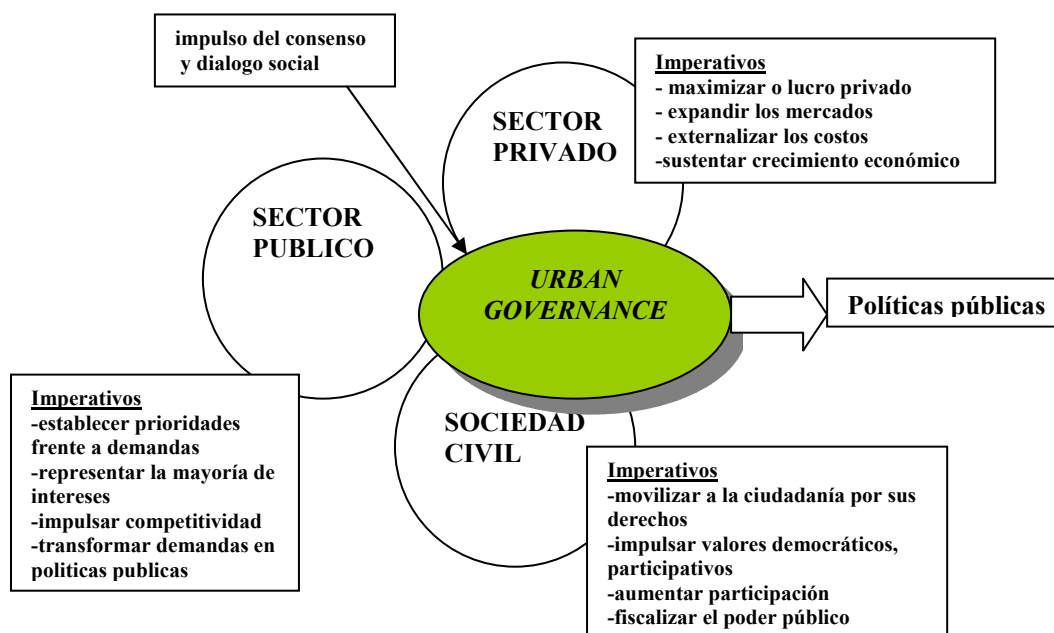 impulso del consenso
y dialogo social
SECTOR
PRIVADO
Imperativos
- maximizar o lucro privado
- expandir los mercados
- externalizar los costos
-sustentar crecimiento económico
SECTOR
PUBLICO
URBAN
GOVERNANCE
Políticas públicas
Imperativos
-establecer prioridades
frente a demandas
-representar la mayoría de
intereses
-impulsar competitividad
-transformar demandas en
politicas publicas
SOCIEDAD
CIVIL
Imperativos
-movilizar a la ciudadanía por sus
derechos
-impulsar valores democráticos,
participativos
-aumentar participación
-fiscalizar el poder público